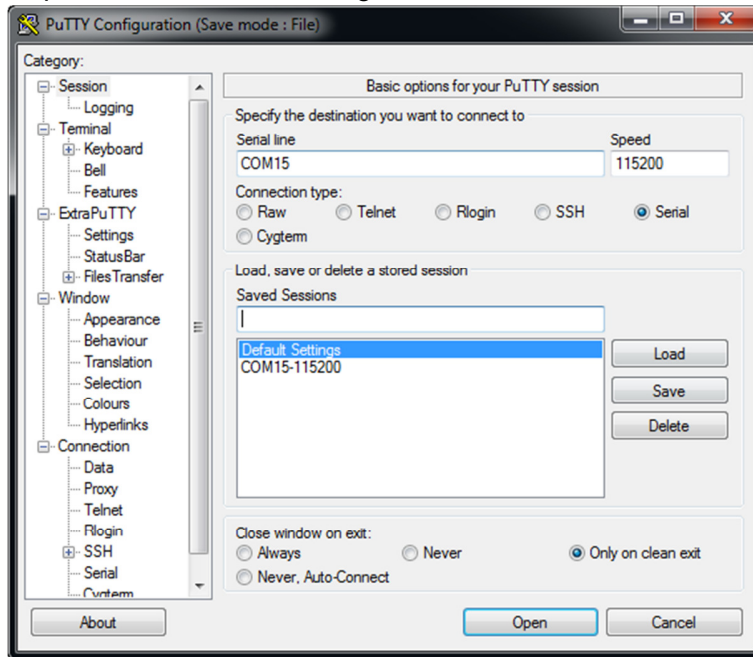 PuTTY Configuration (Save mode : File)
Category:
Session
Logging
Terminal
Keyboard
Bell
Features
ExtraPuTTY
Settings
StatusBar
FilesTransfer
Window
Appearance
Behaviour
Translation
Selection
Colours
Hyperlinks
Connection
Data
Proxy
Telnet
Rlogin
SSH
Serial
Cygterm
About
Basic options for your PuTTY session
Specify the destination you want to connect to
Serial line Speed
COM15 115200
Connection type:
Raw Telnet Rlogin SSH Serial
Cygterm
Load, save or delete a stored session
Saved Sessions
Default Settings
COM15-115200
Load
Save
Delete
Close window on exit:
Always Never Only on clean exit
Never, Auto-Connect
Open Cancel